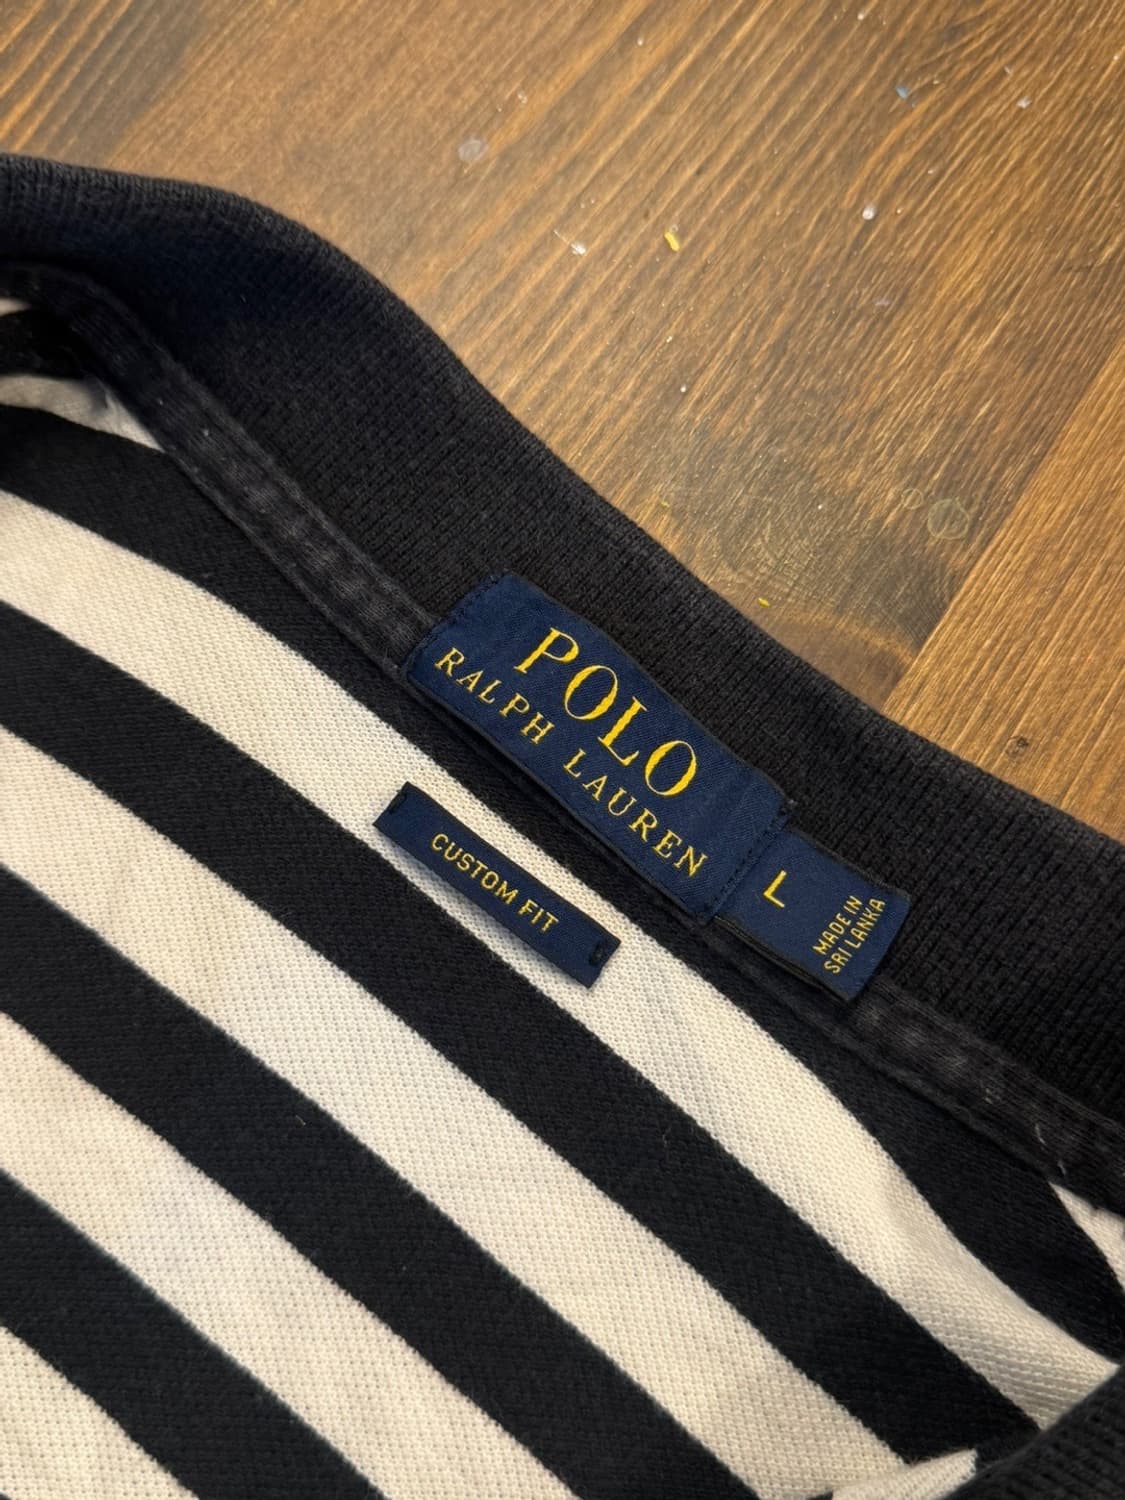 POLO
RALPH LAUREN
L
MADE IN
SRI LANKA
CUSTOM FIT